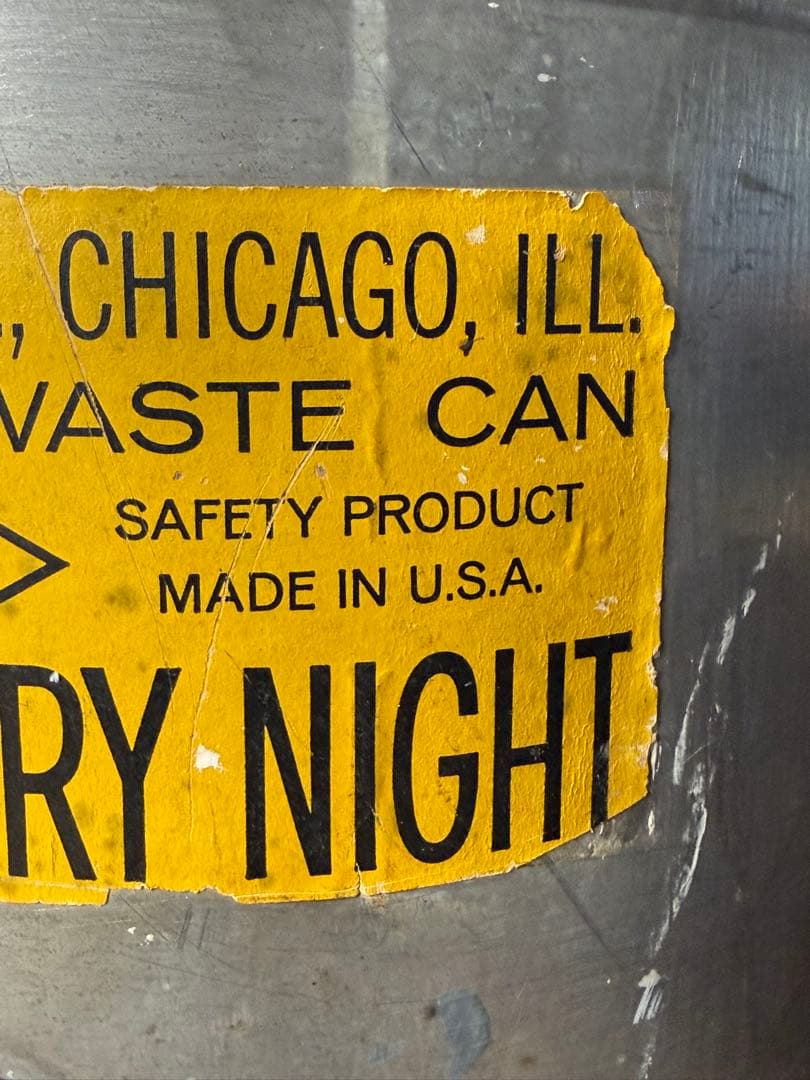 , CHICAGO, ILL.
WASTE CAN
SAFETY PRODUCT
MADE IN U.S.A.
RY NIGHT